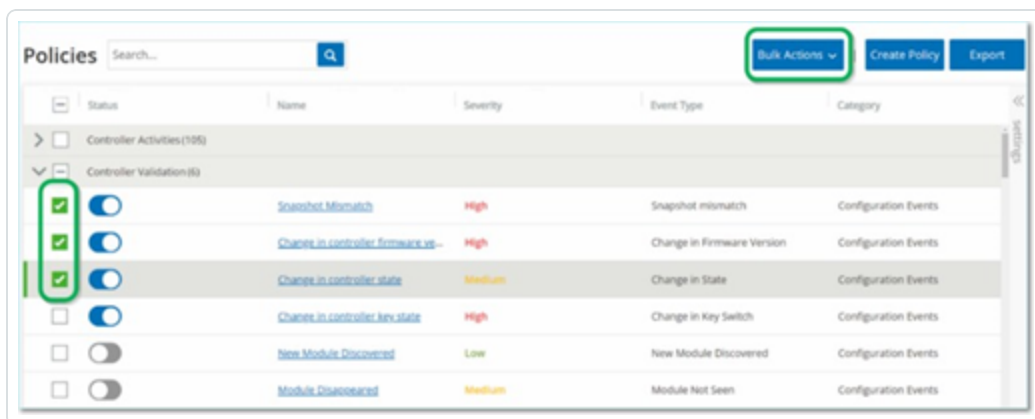 Policies Search... Bulk Actions Create Policy Export
Status Name Severity Event Type Category
settings
Controller Activities (105)
Controller Validation (6)
Snapshot Mismatch High Snapshot mismatch Configuration Events
Change in controller firmware ve... High Change in Firmware Version Configuration Events
Change in controller state Medium Change in State Configuration Events
Change in controller key state High Change in Key Switch Configuration Events
New Module Discovered Low New Module Discovered Configuration Events
Module Disappeared Medium Module Not Seen Configuration Events